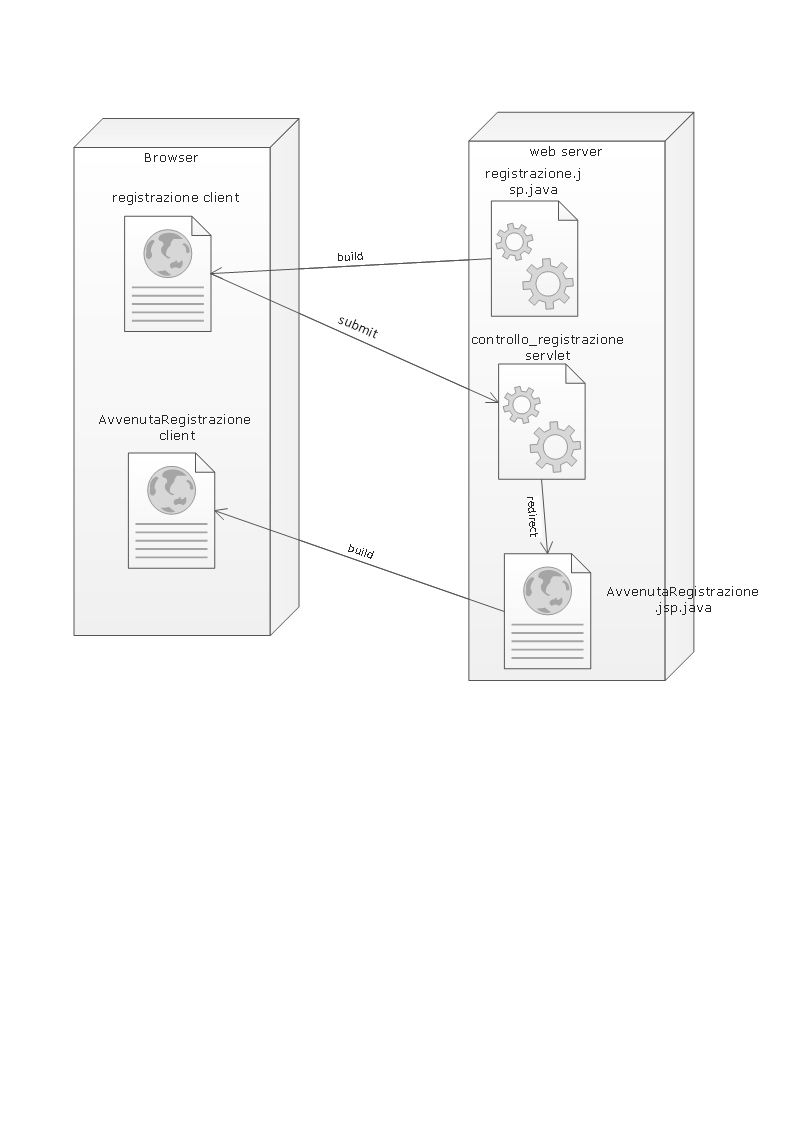 Browser
registrazione client
AvvenutaRegistrazione
client
build
submit
build
web server
registrazione.j
sp.java
controllo_registrazione
servlet
redirect
AvvenutaRegistrazione
.jsp.java